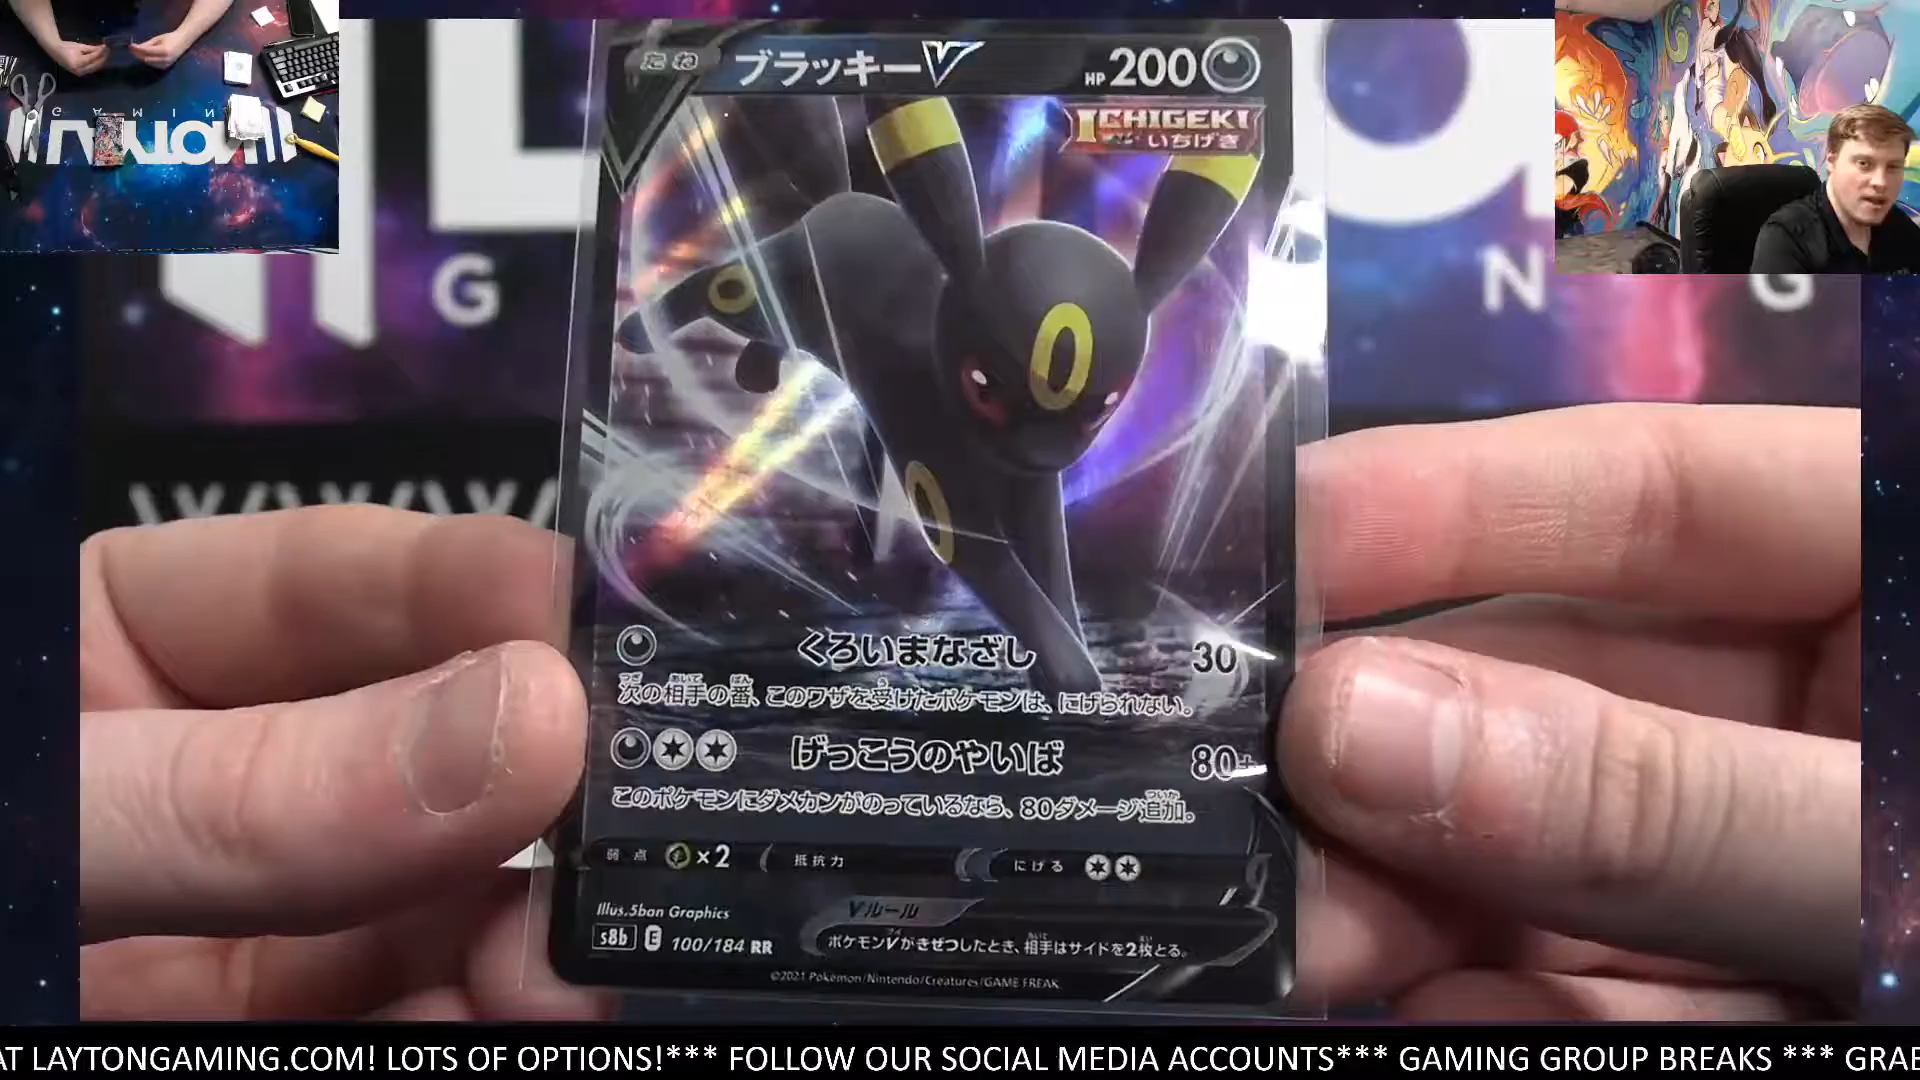 たね ブラッキーV HP 200
ICHIGEKI
いちげき
GAMING
G
N G
くろいまなざし 30
次の相手の番、このワザを受けたポケモンは、にげられない。
げっこうのやいば 80+
このポケモンにダメカンがのっているなら、80ダメージ追加。
弱点 ×2 抵抗力 にげる
Illus.5ban Graphics
Vルール
s8b E 100/184 RR
ポケモンVがきぜつしたとき、相手はサイドを2枚とる。
©2021 Pokémon/Nintendo/Creatures/GAME FREAK
AT LAYTONGAMING.COM! LOTS OF OPTIONS!*** FOLLOW OUR SOCIAL MEDIA ACCOUNTS*** GAMING GROUP BREAKS *** GRAE